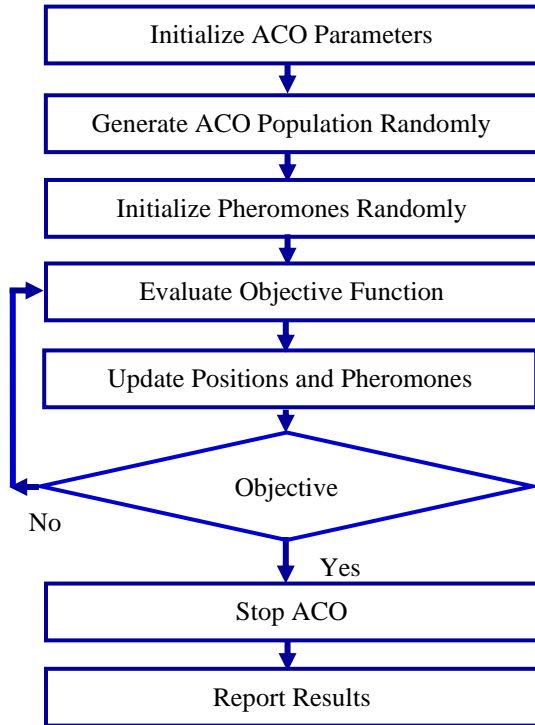 Initialize ACO Parameters
Generate ACO Population Randomly
Initialize Pheromones Randomly
Evaluate Objective Function
Update Positions and Pheromones
Objective
No
Yes
Stop ACO
Report Results